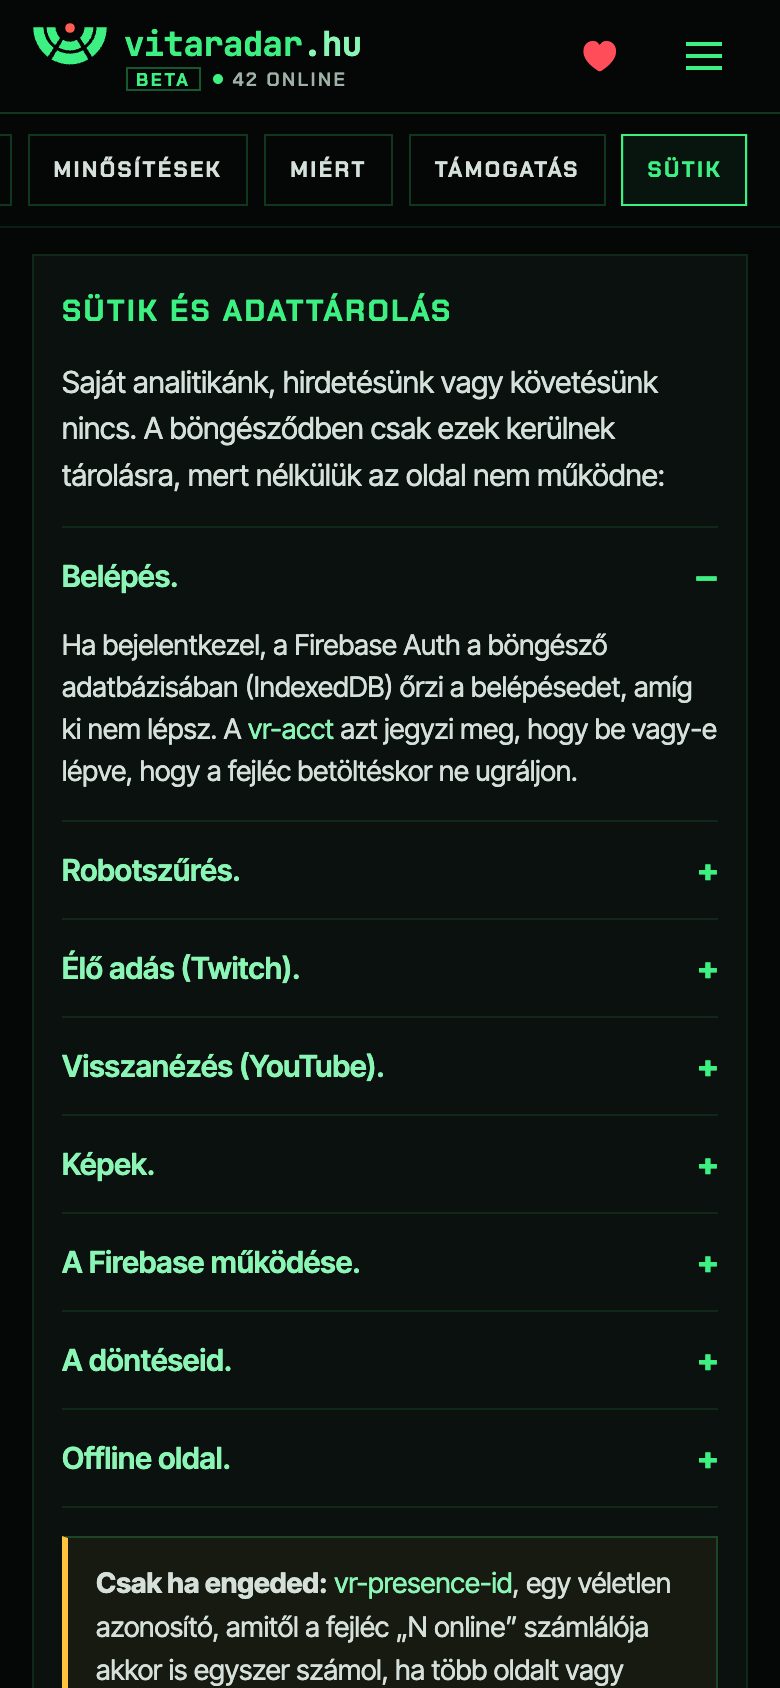 vitaradar.hu
BETA 42 ONLINE
MINŐSÍTÉSEK MIÉRT TÁMOGATÁS SÜTIK
SÜTIK ÉS ADATTÁROLÁS
Saját analitikánk, hirdetésünk vagy követésünk
nincs. A böngésződben csak ezek kerülnek
tárolásra, mert nélkülük az oldal nem működne:
Belépés. –
Ha bejelentkezel, a Firebase Auth a böngésző
adatbázisában (IndexedDB) őrzi a belépésedet, amíg
ki nem lépsz. A vr-acct azt jegyzi meg, hogy be vagy-e
lépve, hogy a fejléc betöltéskor ne ugráljon.
Robotszűrés. +
Élő adás (Twitch). +
Visszanézés (YouTube). +
Képek. +
A Firebase működése. +
A döntéseid. +
Offline oldal. +
Csak ha engeded: vr-presence-id, egy véletlen
azonosító, amitől a fejléc „N online” számlálója
akkor is egyszer számol, ha több oldalt vagy